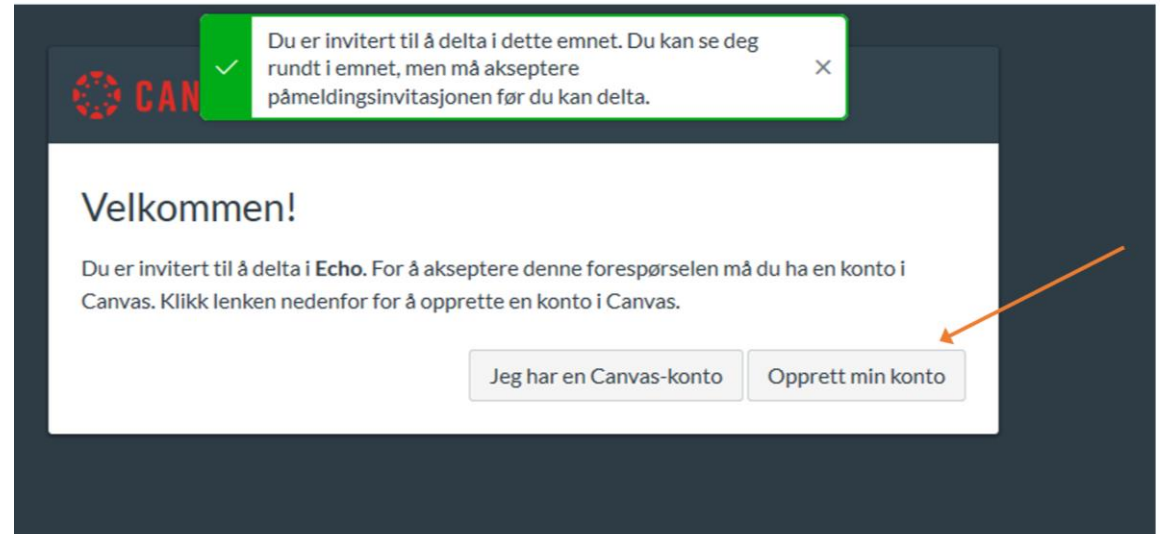 Du er invitert til å delta i dette emnet. Du kan se deg
rundt i emnet, men må akseptere
påmeldingsinvitasjonen før du kan delta.
CAN
Velkommen!
Du er invitert til å delta i Echo. For å akseptere denne forespørselen må du ha en konto i
Canvas. Klikk lenken nedenfor for å opprette en konto i Canvas.
Jeg har en Canvas-konto
Opprett min konto